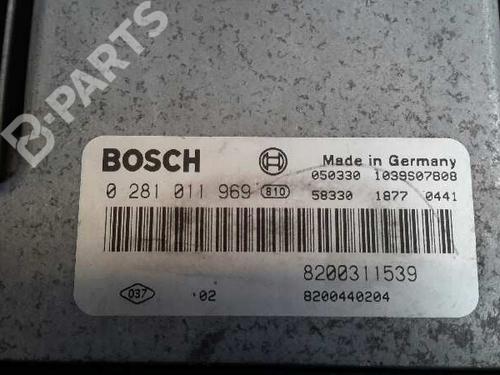 B-PARTS
BOSCH
Made in Germany
050330 1039S07808
0 281 011 969 810
58330 1877 0441
8200311539
037 02
8200440204